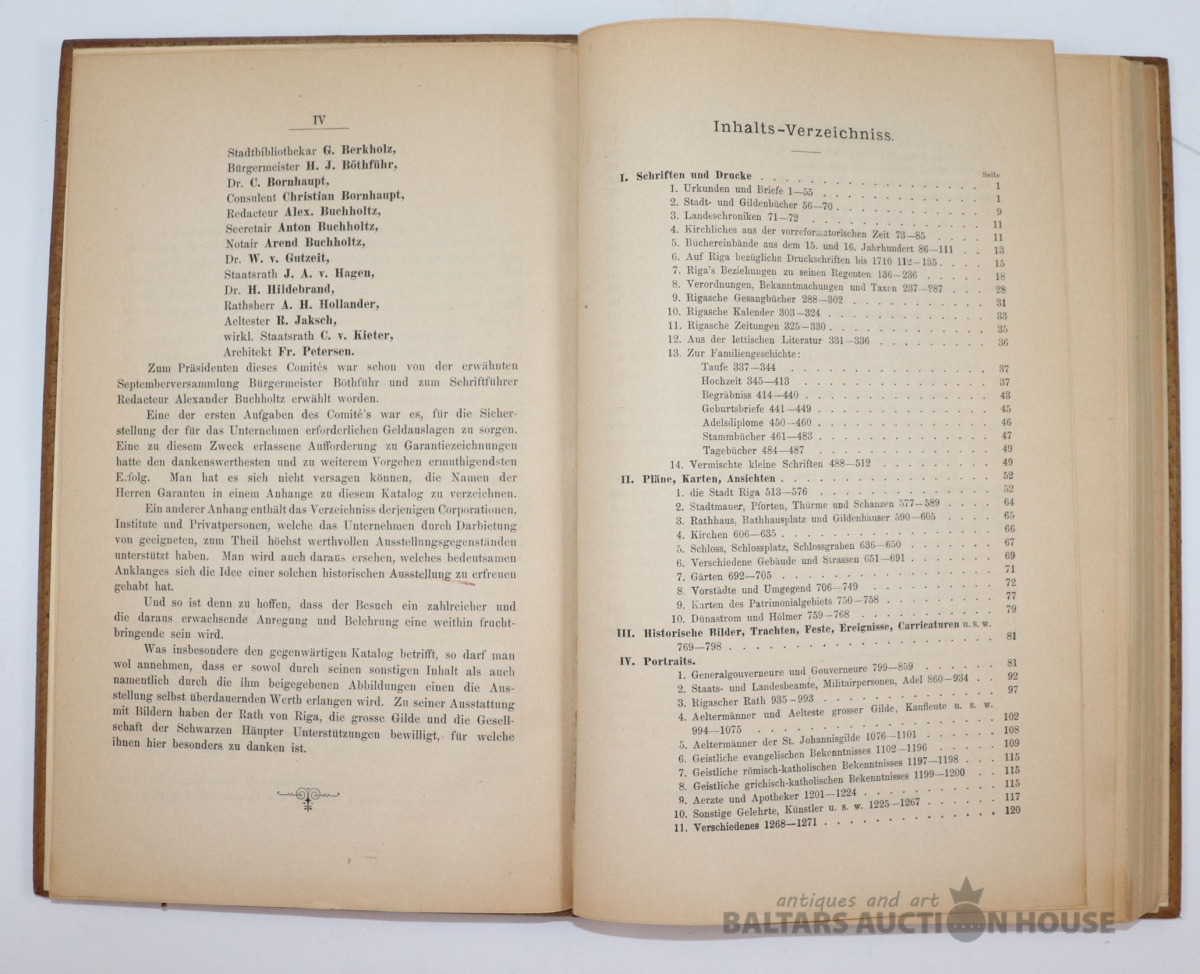 IV
Stadtbibliothekar G. Berkholz,
Bürgermeister H. J. Böthführ,
Dr. C. Bornhaupt,
Consulent Christian Bornhaupt,
Redacteur Alex. Buchholtz,
Secretair Anton Buchholtz,
Notair Arend Buchholtz,
Dr. W. v. Gutzeit,
Staatsrath J. A. v. Hagen,
Dr. H. Hildebrand,
Rathsherr A. H. Hollander,
Aeltester R. Jaksch,
wirkl. Staatsrath C. v. Kieter,
Architekt Fr. Petersen.
Zum Präsidenten dieses Comités war schon von der erwähnten
Septemberversammlung Bürgermeister Böthführ und zum Schriftführer
Redacteur Alexander Buchholtz erwählt worden.
Eine der ersten Aufgaben des Comité's war es, für die Sicher-
stellung der für das Unternehmen erforderlichen Geldauslagen zu sorgen.
Eine zu diesem Zweck erlassene Aufforderung zu Garantiezeichnungen
hatte den dankenswerthesten und zu weiterem Vorgehen ermuthigendsten
Erfolg. Man hat es sich nicht versagen können, die Namen der
Herren Garanten in einem Anhange zu diesem Katalog zu verzeichnen.
Ein anderer Anhang enthält das Verzeichniss derjenigen Corporationen,
Institute und Privatpersonen, welche das Unternehmen durch Darbietung
von geeigneten, zum Theil höchst werthvollen Ausstellungsgegenständen
unterstützt haben. Man wird auch daraus ersehen, welches bedeutsamen
Anklanges sich die Idee einer solchen historischen Ausstellung zu erfreuen
gehabt hat.
Und so ist denn zu hoffen, dass der Besuch ein zahlreicher und
die daraus erwachsende Anregung und Belehrung eine weithin frucht-
bringende sein wird.
Was insbesondere den gegenwärtigen Katalog betrifft, so darf man
wol annehmen, dass er sowol durch seinen sonstigen Inhalt als auch
namentlich durch die ihm beigegebenen Abbildungen einen die Aus-
stellung selbst überdauernden Werth erlangen wird. Zu seiner Ausstattung
mit Bildern haben der Rath von Riga, die grosse Gilde und die Gesell-
schaft der Schwarzen Häupter Unterstützungen bewilligt, für welche
ihnen hier besonders zu danken ist.
Inhalts-Verzeichniss.
Seite
I. Schriften und Drucke . . . 1
1. Urkunden und Briefe 1—55 . . . 1
2. Stadt- und Gildenbücher 56—70 . . . 9
3. Landeschroniken 71—72 . . . 11
4. Kirchliches aus der vorreformatorischen Zeit 73—85 . . . 11
5. Büchereinbände aus dem 15. und 16. Jahrhundert 86—111 . . 13
6. Auf Riga bezügliche Druckschriften bis 1710 112—135 . . . 15
7. Riga's Beziehungen zu seinen Regenten 136—236 . . . 18
8. Verordnungen, Bekanntmachungen und Taxen 237—287 . . . 28
9. Rigasche Gesangbücher 288—302 . . . 31
10. Rigasche Kalender 303—324 . . . 33
11. Rigasche Zeitungen 325—330 . . . 35
12. Aus der lettischen Literatur 331—336 . . . 36
13. Zur Familiengeschichte:
Taufe 337—344 . . . 37
Hochzeit 345—413 . . . 37
Begräbniss 414—440 . . . 43
Geburtsbriefe 441—449 . . . 45
Adelsdiplome 450—460 . . . 46
Stammbücher 461—483 . . . 47
Tagebücher 484—487 . . . 49
14. Vermischte kleine Schriften 488—512 . . . 49
II. Pläne, Karten, Ansichten . . . 52
1. die Stadt Riga 513—576 . . . 52
2. Stadtmauer, Pforten, Thürme und Schanzen 577—589 . . . 64
3. Rathhaus, Rathhausplatz und Gildenhäuser 590—605 . . . 65
4. Kirchen 606—635 . . . 66
5. Schloss, Schlossplatz, Schlossgraben 636—650 . . . 67
6. Verschiedene Gebäude und Strassen 651—691 . . . 69
7. Gärten 692—705 . . . 71
8. Vorstädte und Umgegend 706—749 . . . 72
9. Karten des Patrimonialgebiets 750—758 . . . 77
10. Dünastrom und Hölmer 759—768 . . . 79
III. Historische Bilder, Trachten, Feste, Ereignisse, Carricaturen u. s. w.
769—798 . . . 81
IV. Portraits.
1. Generalgouverneure und Gouverneure 799—859 . . . 81
2. Staats- und Landesbeamte, Militairpersonen, Adel 860—934 . . 92
3. Rigascher Rath 935—993 . . . 97
4. Aeltermänner und Aelteste grosser Gilde, Kaufleute u. s. w.
994—1075 . . . 102
5. Aeltermänner der St. Johannisgilde 1076—1101 . . . 108
6. Geistliche evangelischen Bekenntnisses 1102—1196 . . . 109
7. Geistliche römisch-katholischen Bekenntnisses 1197—1198 . . . 115
8. Geistliche grichisch-katholischen Bekenntnisses 1199—1200 . . 115
9. Aerzte und Apotheker 1201—1224 . . . 115
10. Sonstige Gelehrte, Künstler u. s. w. 1225—1267 . . . 117
11. Verschiedenes 1268—1271 . . . 120
antiques and art
BALTARS AUCTION HOUSE